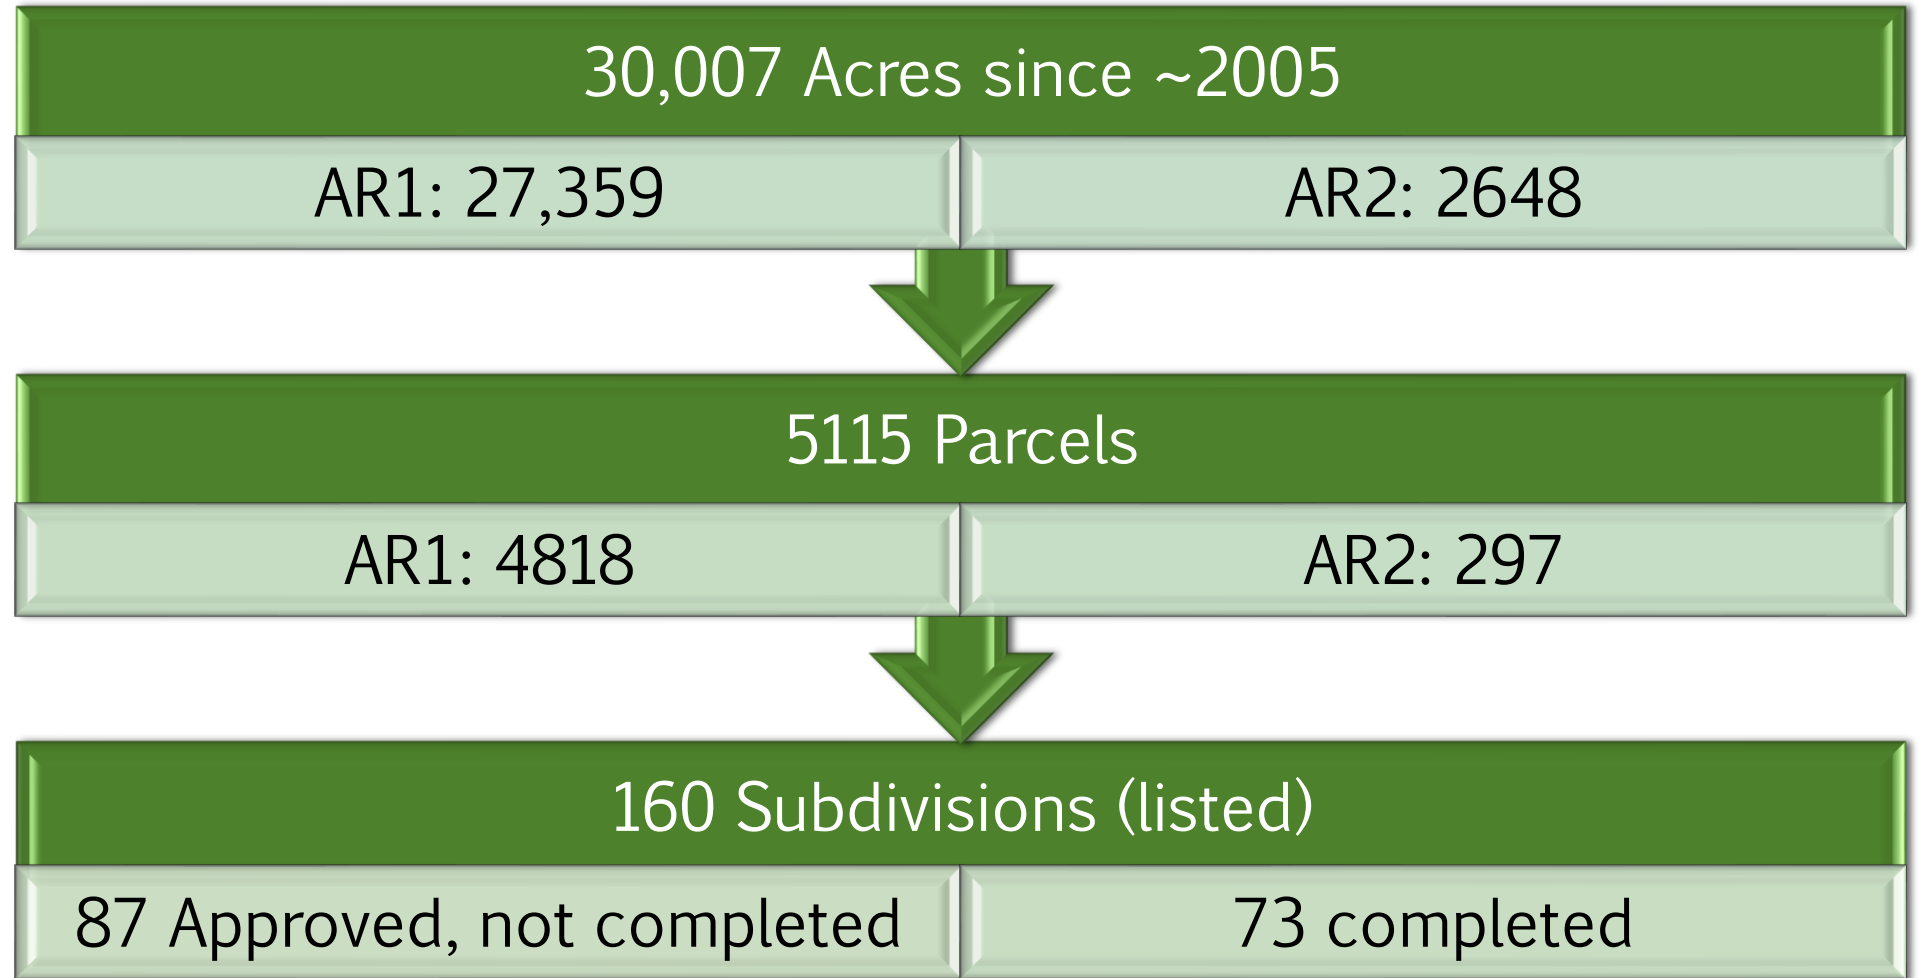 30,007 Acres since ~2005
AR1: 27,359
AR2: 2648
5115 Parcels
AR1: 4818
AR2: 297
160 Subdivisions (listed)
87 Approved, not completed
73 completed